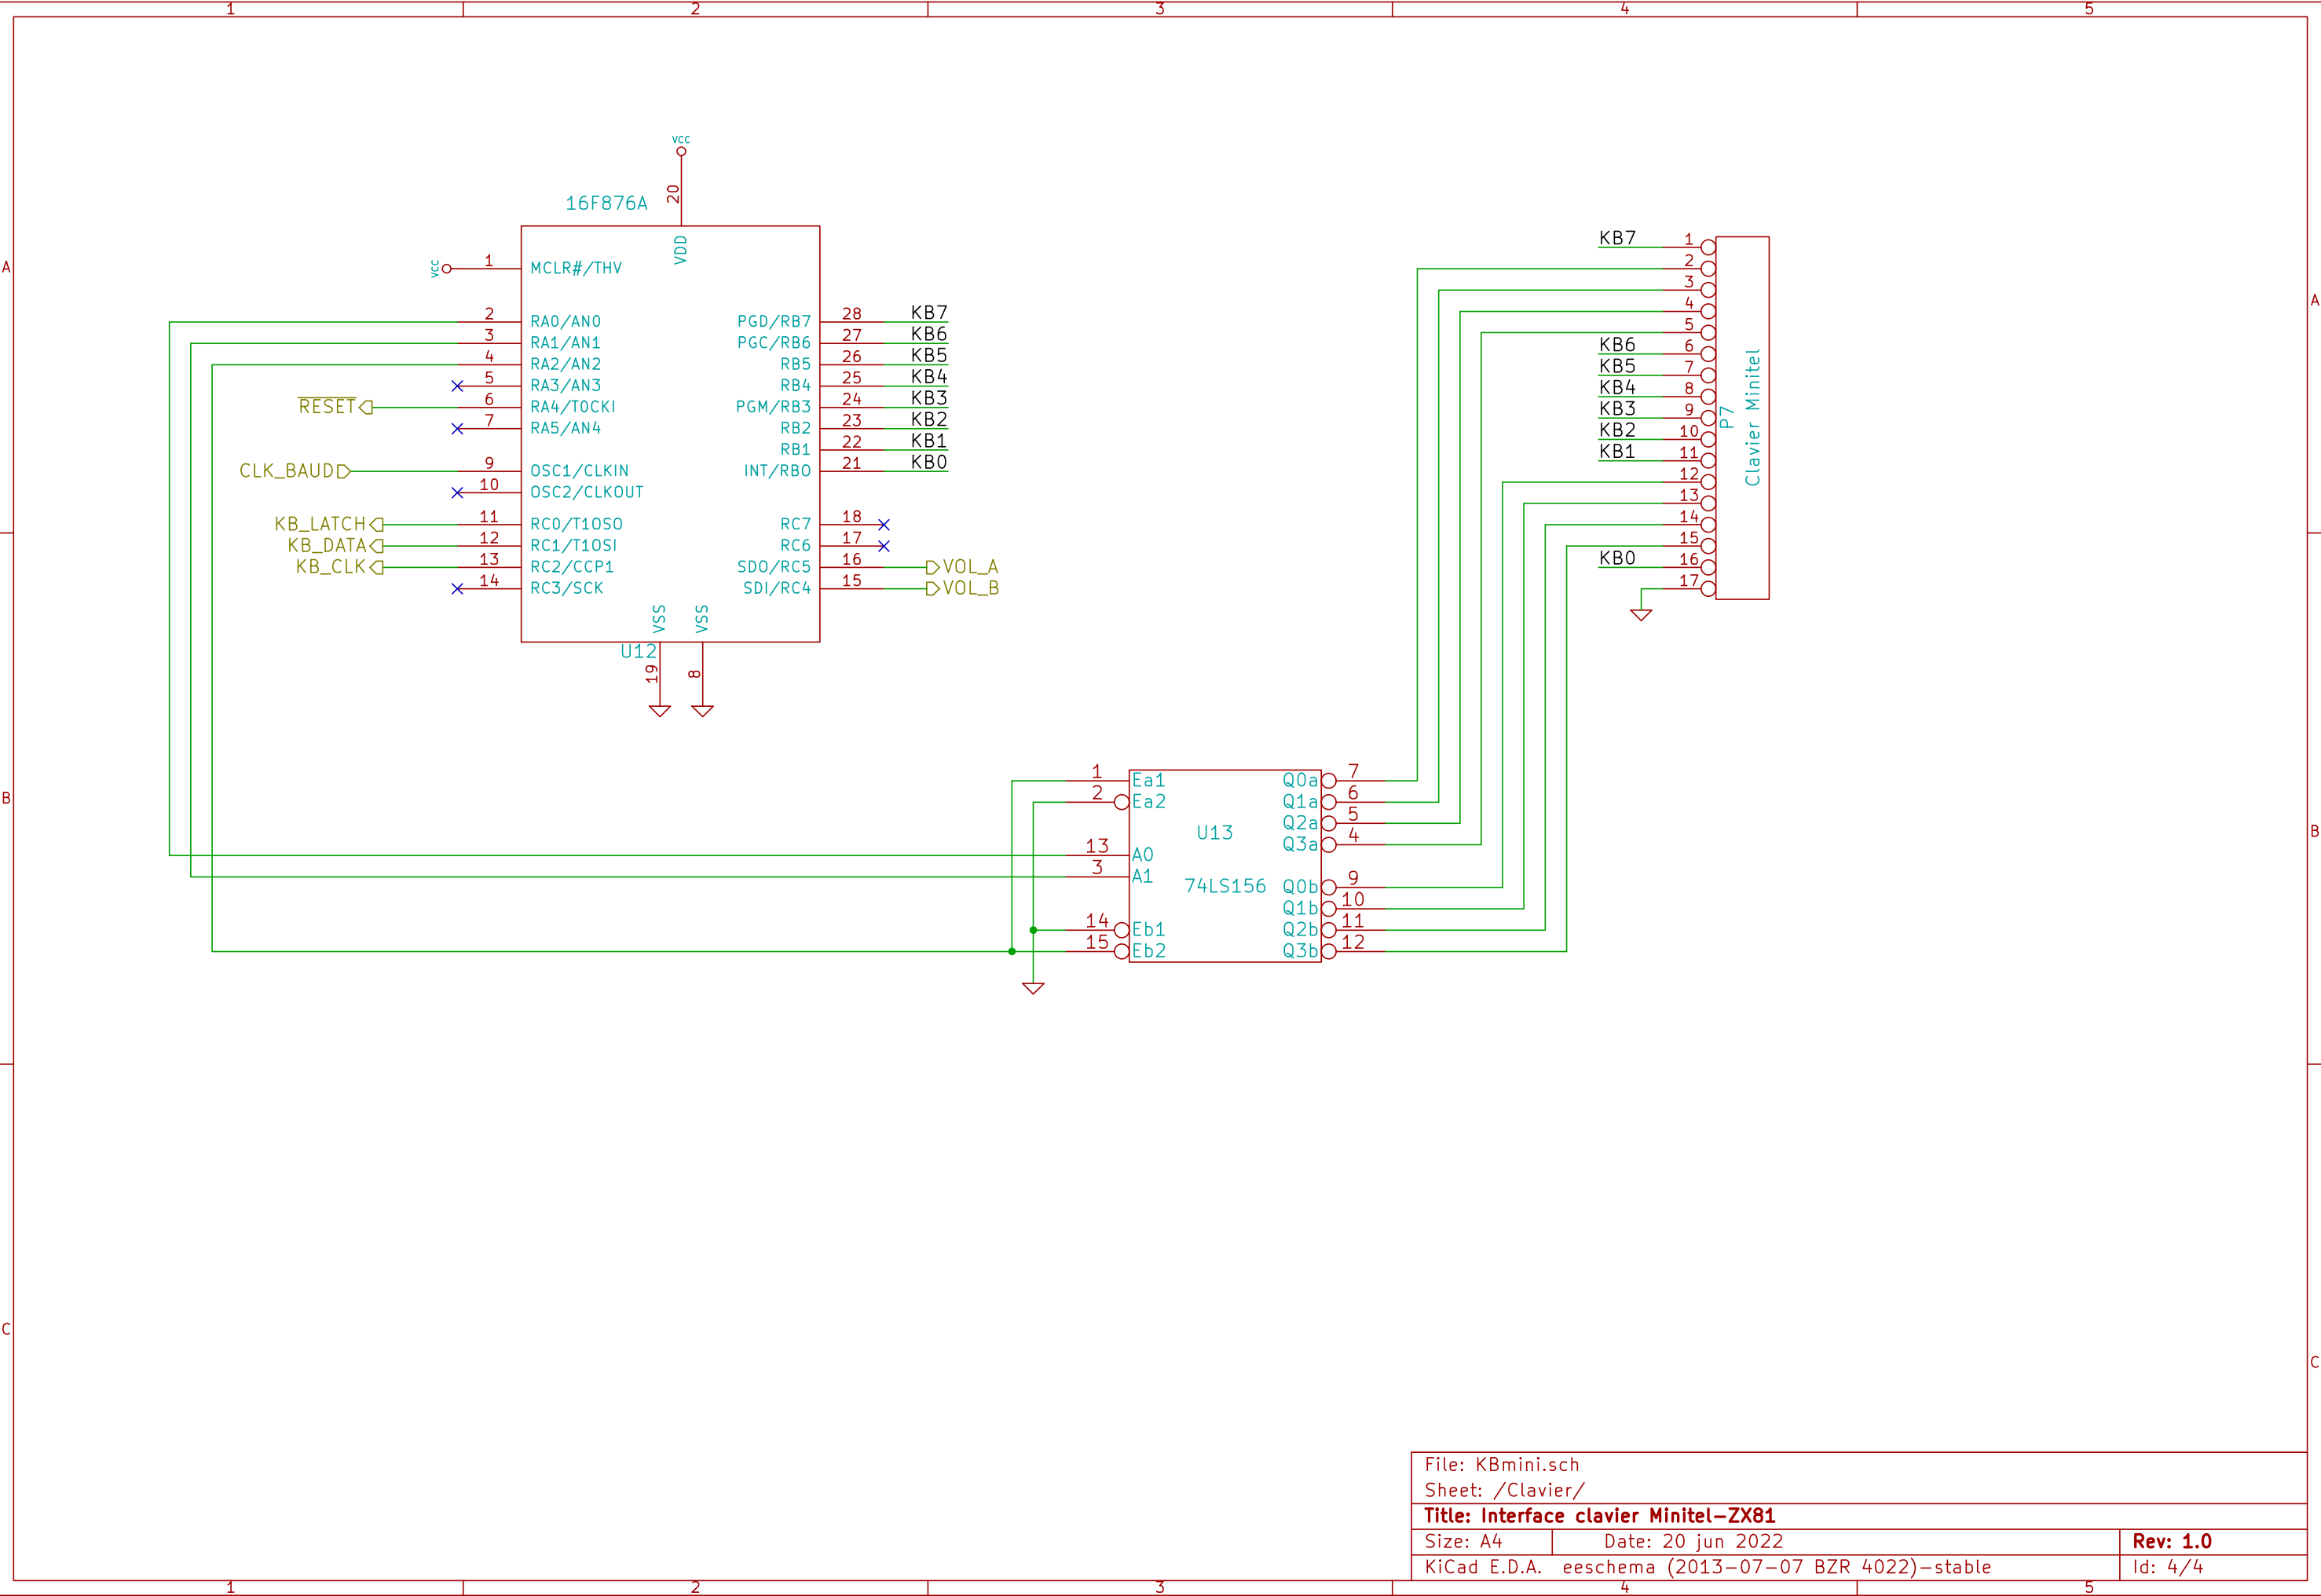 1 2 3 4 5
VCC
20
16F876A
VDD
VCC
1 MCLR#/THV
A
A
2 RA0/AN0 PGD/RB7 28 KB7
3 RA1/AN1 PGC/RB6 27 KB6
4 RA2/AN2 RB5 26 KB5
5 RA3/AN3 RB4 25 KB4
RESET 6 RA4/T0CKI PGM/RB3 24 KB3
7 RA5/AN4 RB2 23 KB2
RB1 22 KB1
CLK_BAUD 9 OSC1/CLKIN INT/RB0 21 KB0
10 OSC2/CLKOUT
KB_LATCH 11 RC0/T1OSO RC7 18
KB_DATA 12 RC1/T1OSI RC6 17
KB_CLK 13 RC2/CCP1 SDO/RC5 16 VOL_A
14 RC3/SCK SDI/RC4 15 VOL_B
VSS VSS
U12
19 8
KB7 1
2
3
4
5
KB6 6
KB5 7
KB4 8
KB3 9
KB2 10
KB1 11
12
13
14
15
KB0 16
17
P7
Clavier Minitel
B
B
1 Ea1 Q0a 7
2 Ea2 Q1a 6
Q2a 5
U13
Q3a 4
13 A0
3 A1
74LS156
Q0b 9
Q1b 10
14 Eb1 Q2b 11
15 Eb2 Q3b 12
C
C
File: KBmini.sch
Sheet: /Clavier/
Title: Interface clavier Minitel-ZX81
Size: A4 Date: 20 jun 2022 Rev: 1.0
KiCad E.D.A. eeschema (2013-07-07 BZR 4022)-stable Id: 4/4
1 2 3 4 5